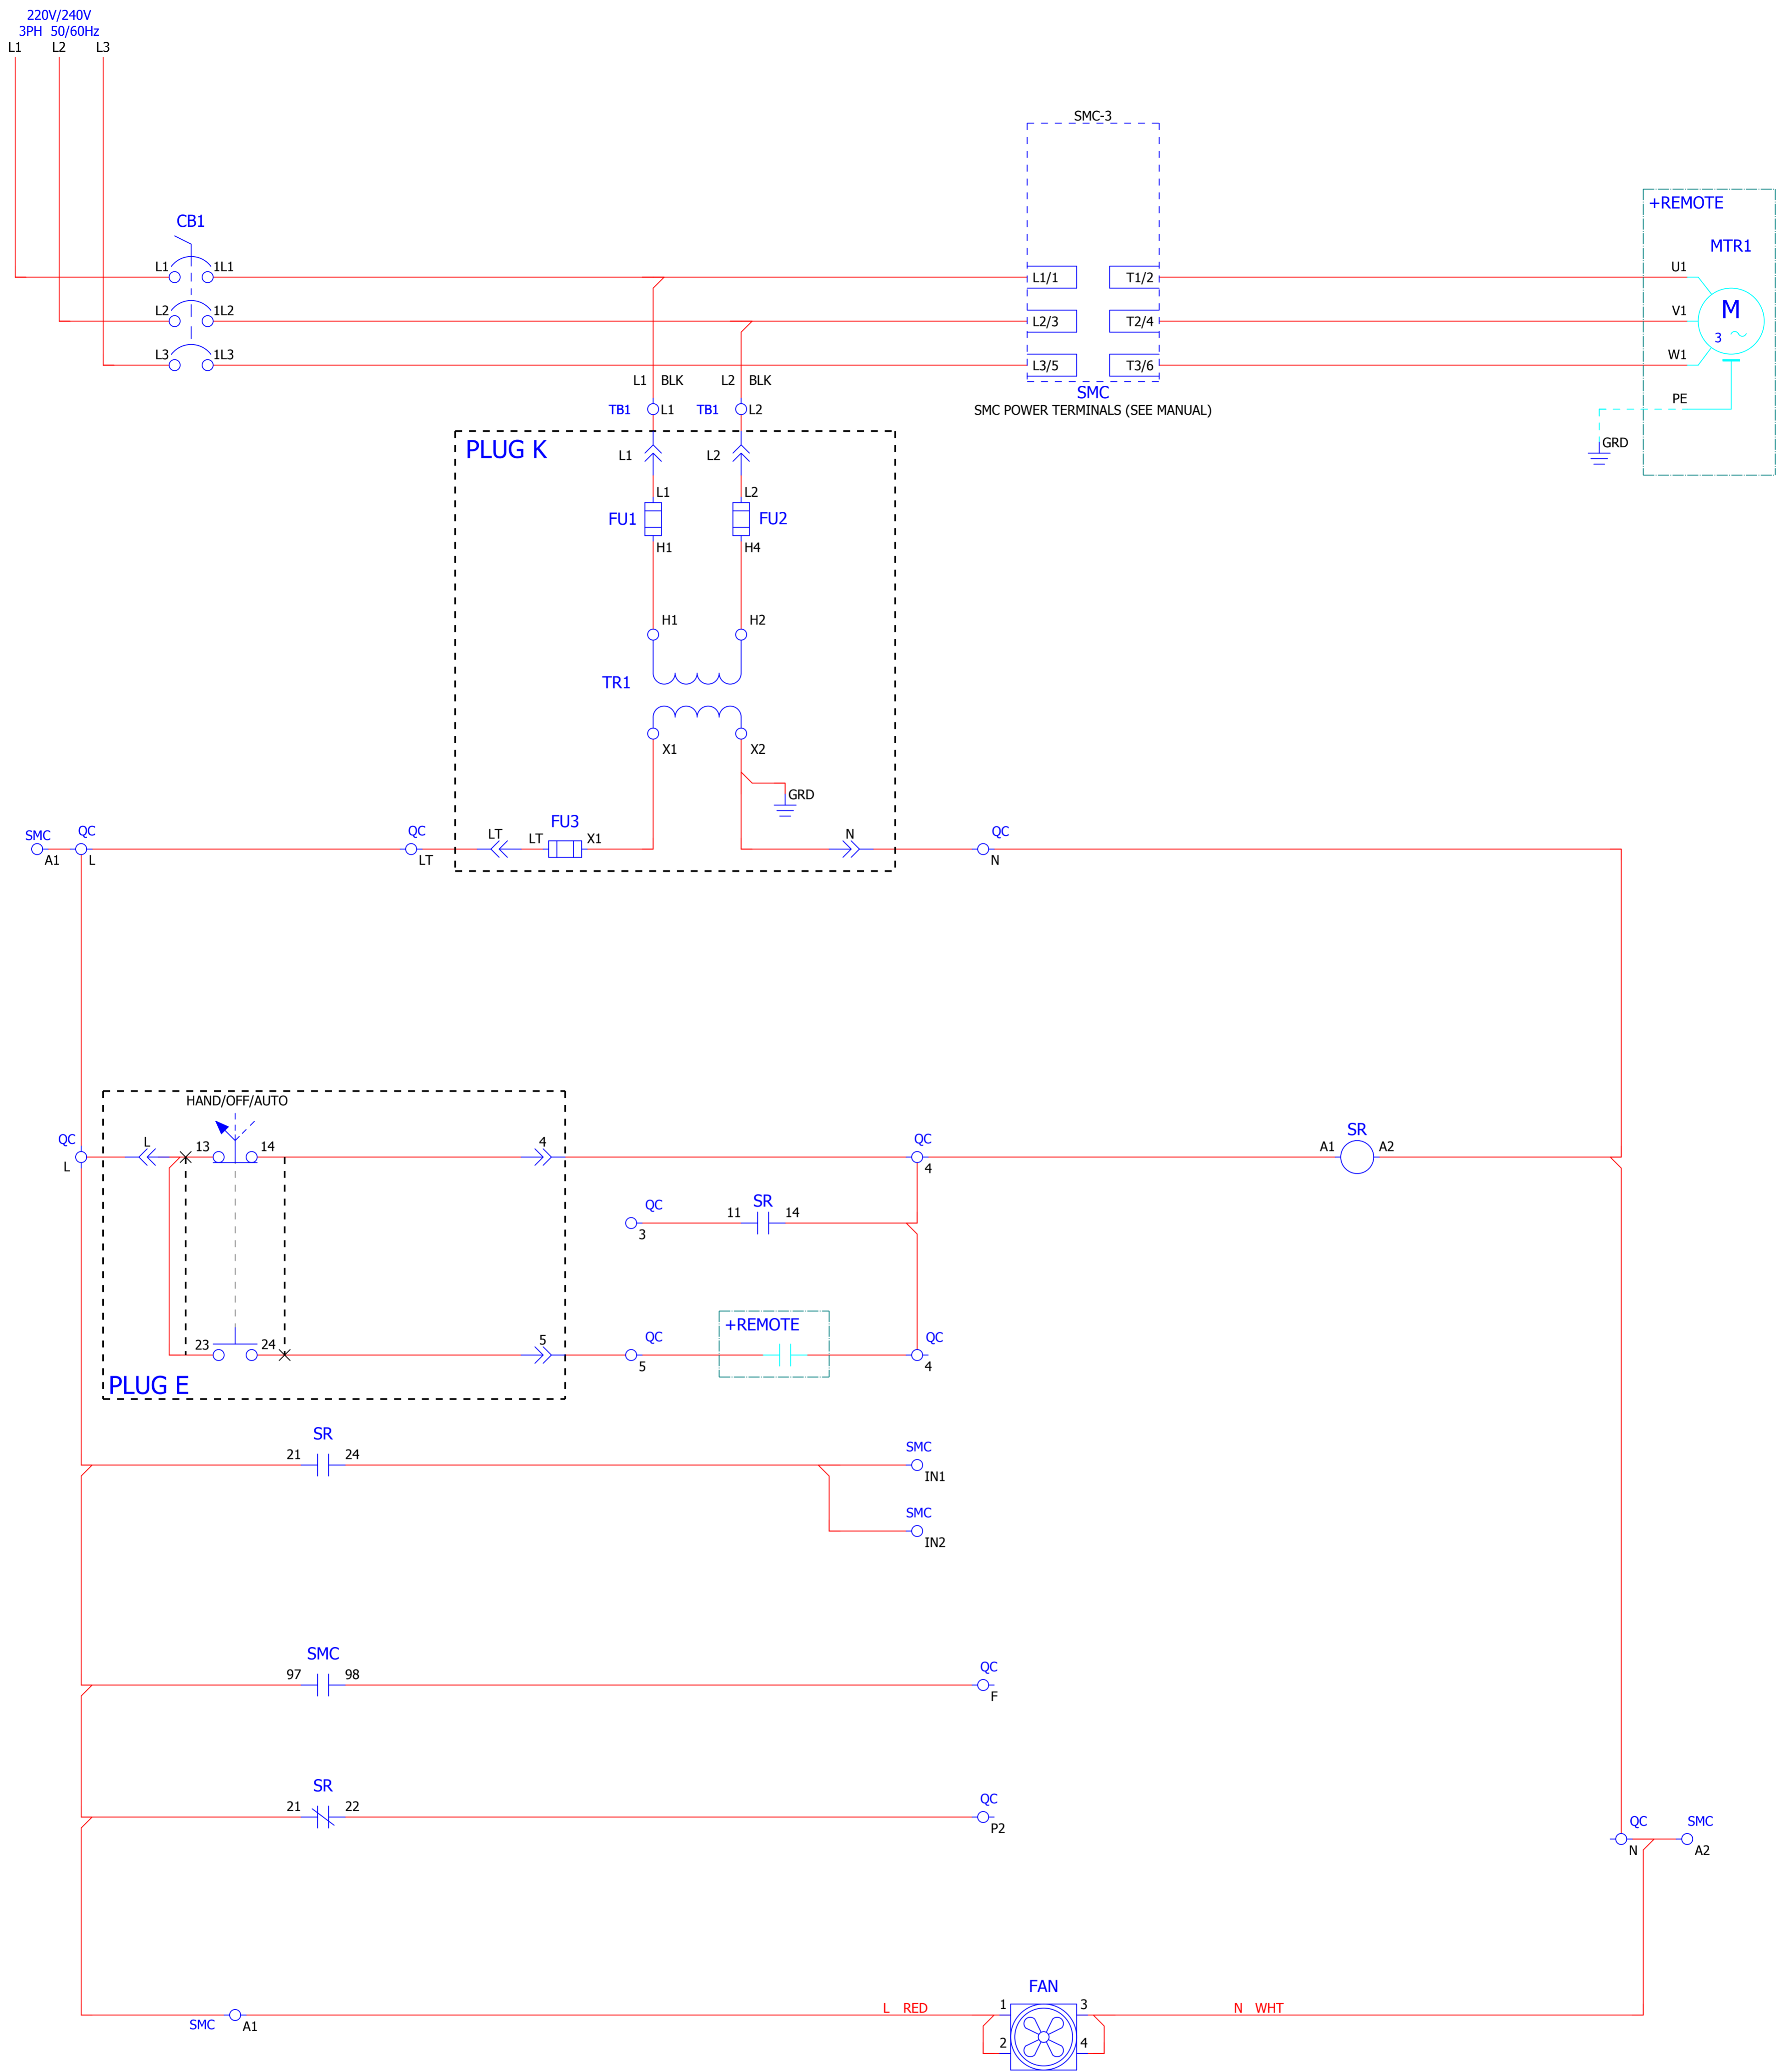 220V/240V
3PH 50/60Hz
L1 L2 L3
SMC-3
+REMOTE
CB1
MTR1
L1 1L1 L1/1 T1/2 U1
L2 1L2 L2/3 T2/4 V1
M
3
L3 1L3 L3/5 T3/6 W1
L1 BLK L2 BLK
SMC
PE
TB1 L1 TB1 L2
SMC POWER TERMINALS (SEE MANUAL)
GRD
PLUG K
L1 L2
L1 L2
FU1 FU2
H1 H4
H1 H2
TR1
X1 X2
GRD
FU3
SMC QC QC LT LT X1 N QC
A1 L LT N
HAND/OFF/AUTO
QC L 13 14 4 QC SR
A1 A2
L 4
QC SR
11 14
3
+REMOTE
QC QC
23 24 5
5 4
PLUG E
SR
21 24 SMC
IN1
SMC
IN2
SMC
97 98 QC
F
SR
21 22 QC
P2
QC SMC
N A2
FAN
L RED 1 3 N WHT
SMC A1
2 4